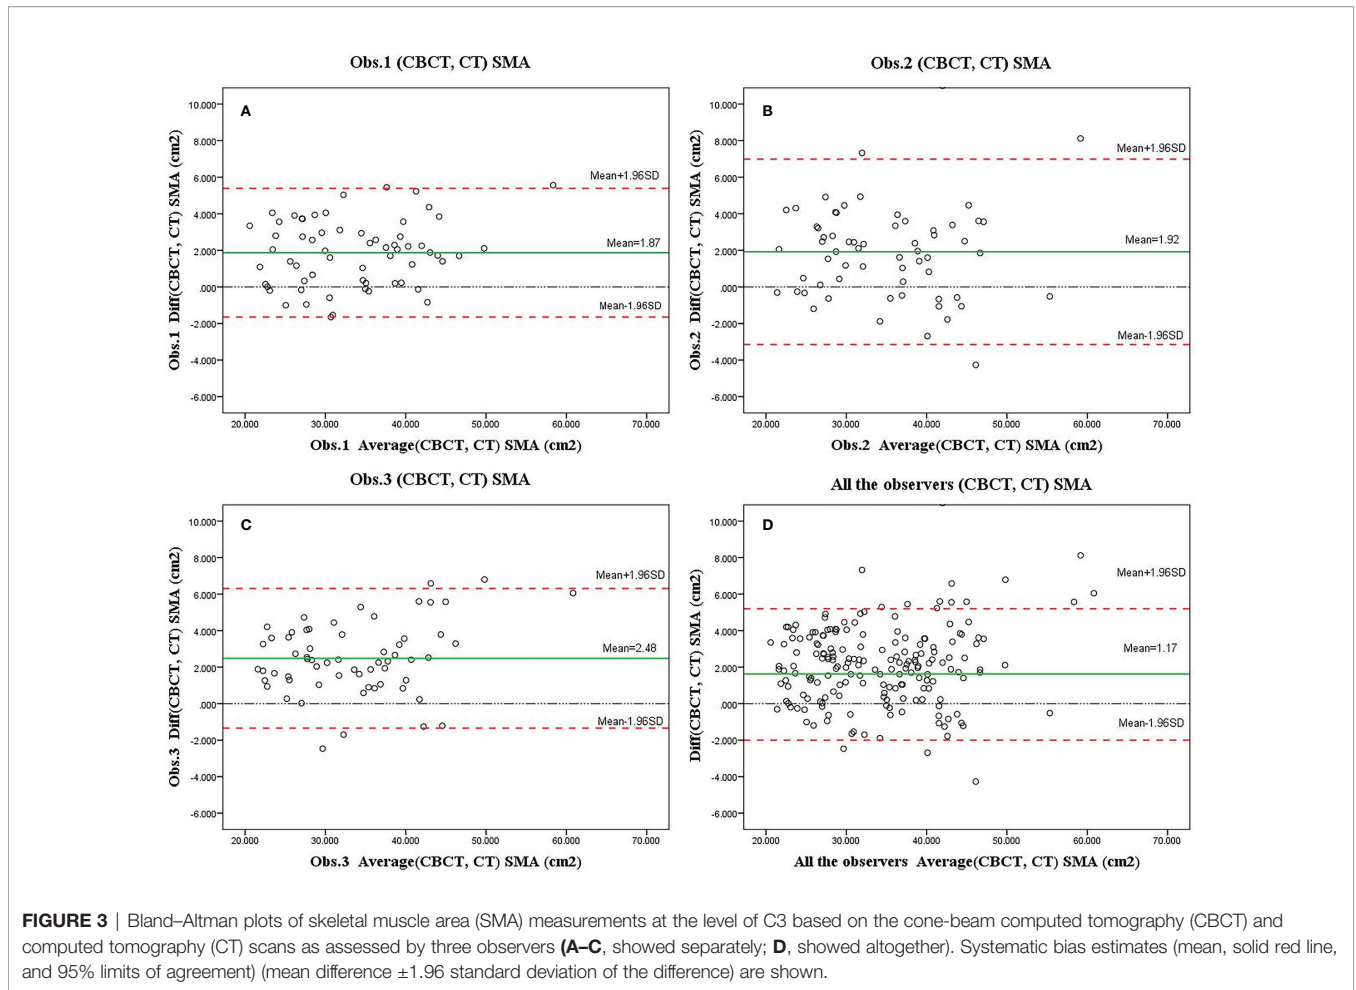 Obs.1 (CBCT, CT) SMA
A
Obs.1 Diff(CBCT, CT) SMA (cm2)
10.000
8.000
6.000
4.000
2.000
.000
-2.000
-4.000
-6.000
Mean+1.96SD
Mean=1.87
Mean-1.96SD
20.000 30.000 40.000 50.000 60.000 70.000
Obs.1 Average(CBCT, CT) SMA (cm2)
Obs.2 (CBCT, CT) SMA
B
Obs.2 Diff(CBCT, CT) SMA (cm2)
10.000
8.000
6.000
4.000
2.000
.000
-2.000
-4.000
-6.000
Mean+1.96SD
Mean=1.92
Mean-1.96SD
20.000 30.000 40.000 50.000 60.000 70.000
Obs.2 Average(CBCT, CT) SMA (cm2)
Obs.3 (CBCT, CT) SMA
C
Obs.3 Diff(CBCT, CT) SMA (cm2)
10.000
8.000
6.000
4.000
2.000
.000
-2.000
-4.000
-6.000
Mean+1.96SD
Mean=2.48
Mean-1.96SD
20.000 30.000 40.000 50.000 60.000 70.000
Obs.3 Average(CBCT, CT) SMA (cm2)
All the observers (CBCT, CT) SMA
D
Diff(CBCT, CT) SMA (cm2)
10.000
8.000
6.000
4.000
2.000
.000
-2.000
-4.000
-6.000
Mean+1.96SD
Mean=1.17
Mean-1.96SD
20.000 30.000 40.000 50.000 60.000 70.000
All the observers Average(CBCT, CT) SMA (cm2)
FIGURE 3 | Bland–Altman plots of skeletal muscle area (SMA) measurements at the level of C3 based on the cone-beam computed tomography (CBCT) and
computed tomography (CT) scans as assessed by three observers (A–C, showed separately; D, showed altogether). Systematic bias estimates (mean, solid red line,
and 95% limits of agreement) (mean difference ±1.96 standard deviation of the difference) are shown.